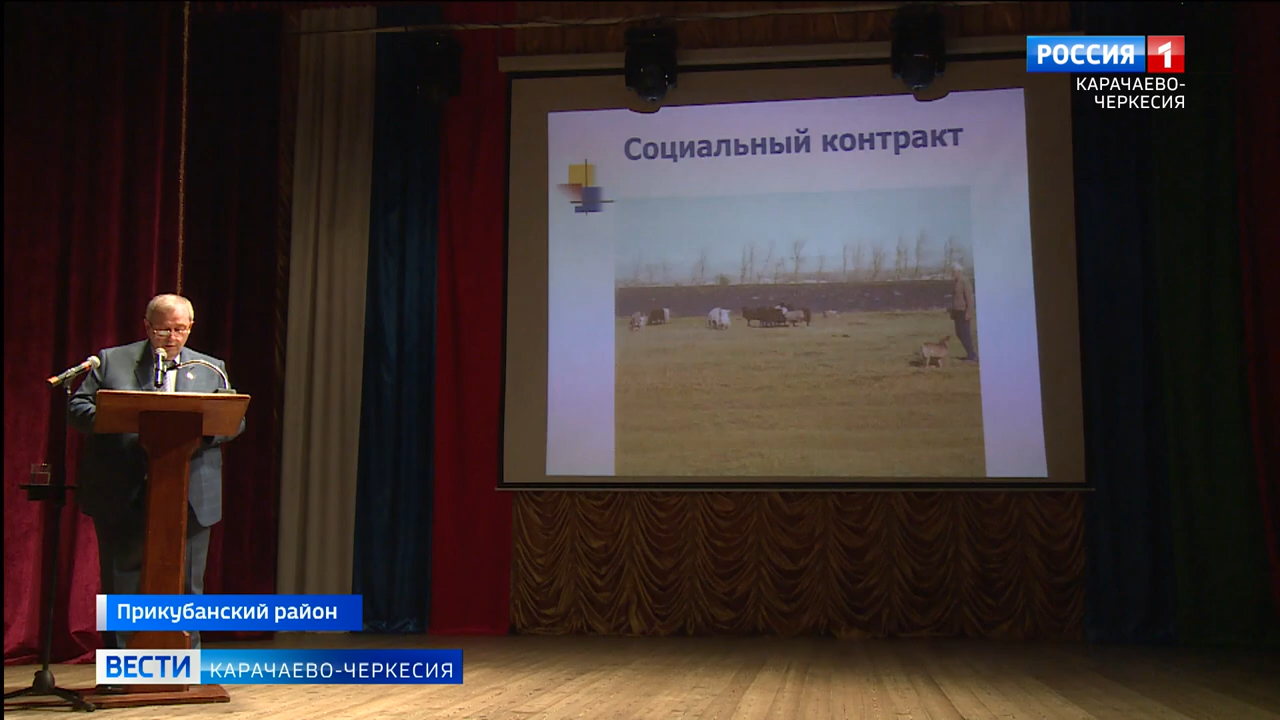 РОССИЯ 1
КАРАЧАЕВО-
ЧЕРКЕСИЯ
Социальный контракт
Прикубанский район
ВЕСТИ КАРАЧАЕВО-ЧЕРКЕСИЯ